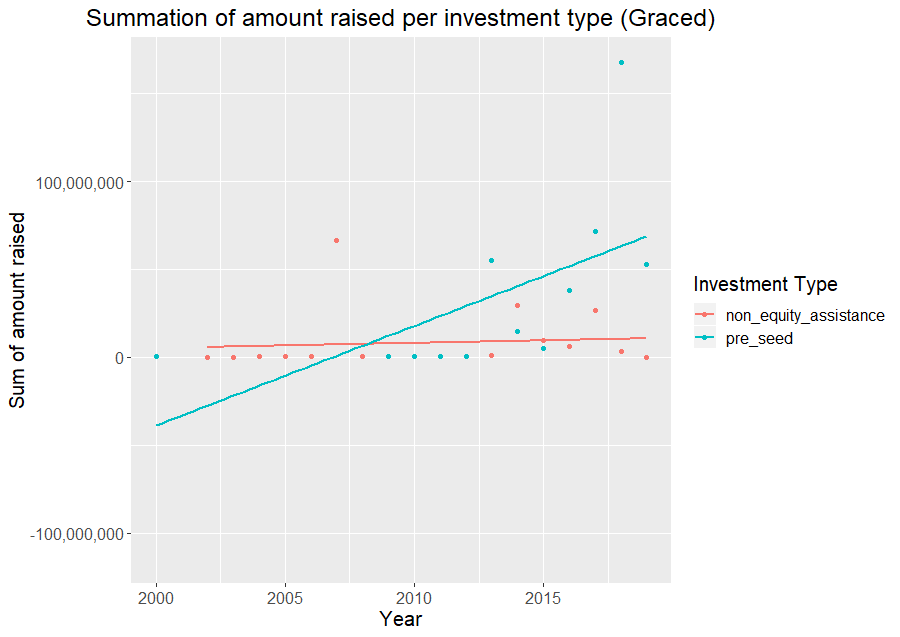 Summation of amount raised per investment type (Graced)
Sum of amount raised
100,000,000
0
-100,000,000
2000
2005
2010
2015
Year
Investment Type
non_equity_assistance
pre_seed